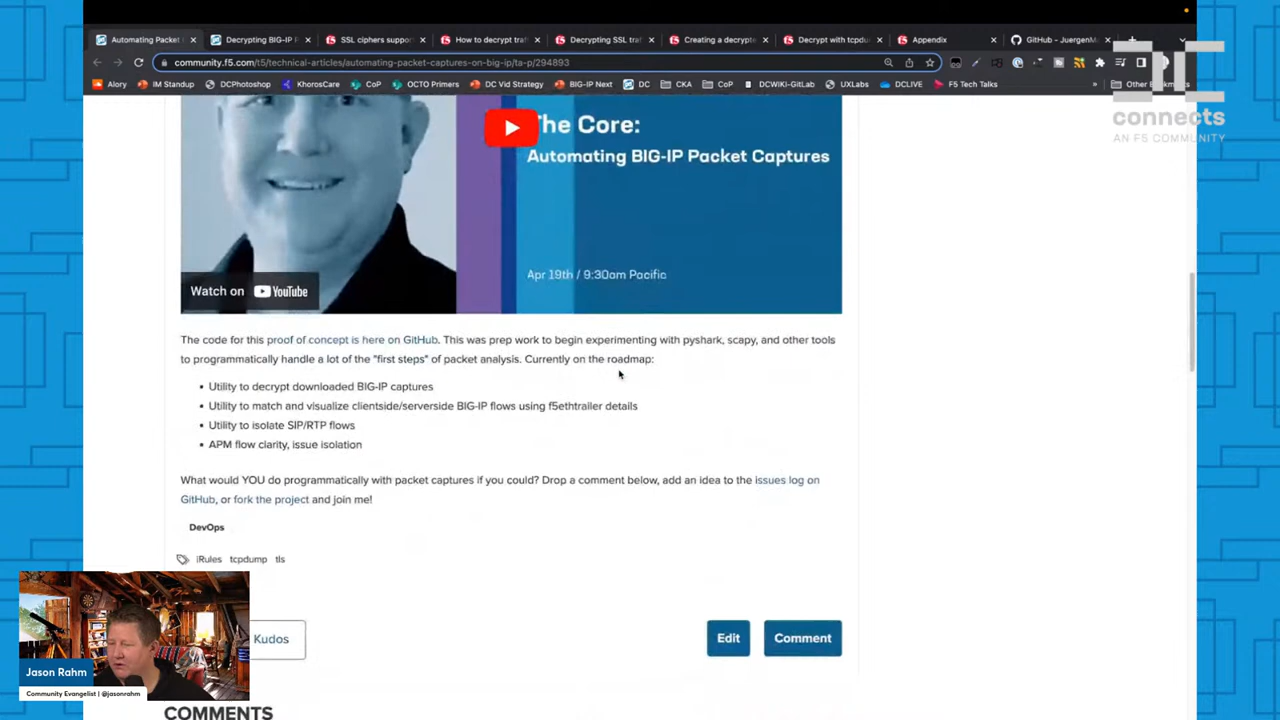 Automating Packet
Decrypting BIG-IP P
SSL ciphers suppor
How to decrypt traf
Decrypting SSL traf
Creating a decrypte
Decrypt with tcpdu
Appendix
GitHub - JuergenM
community.f5.com/t5/technical-articles/automating-packet-captures-on-big-ip/ta-p/294893
Alory
IM Standup
DCPhotoshop
KhorosCare
CoP
OCTO Primers
DC Vid Strategy
BIG-IP Next
DC
CKA
CoP
DCWiki-GitLab
UXLabs
DCLIVE
F5 Tech Talks
Other Bookmarks
connects
AN F5 COMMUNITY
The Core:
Automating BIG-IP Packet Captures
Apr 19th / 9:30am Pacific
Watch on YouTube
The code for this proof of concept is here on GitHub. This was prep work to begin experimenting with pyshark, scapy, and other tools
to programmatically handle a lot of the "first steps" of packet analysis. Currently on the roadmap:
• Utility to decrypt downloaded BIG-IP captures
• Utility to match and visualize clientside/serverside BIG-IP flows using f5ethtrailer details
• Utility to isolate SIP/RTP flows
• APM flow clarity, issue isolation
What would YOU do programmatically with packet captures if you could? Drop a comment below, add an idea to the issues log on
GitHub, or fork the project and join me!
DevOps
iRules tcpdump tls
Kudos
Edit
Comment
Jason Rahm
Community Evangelist | @jasonrahm
COMMENTS